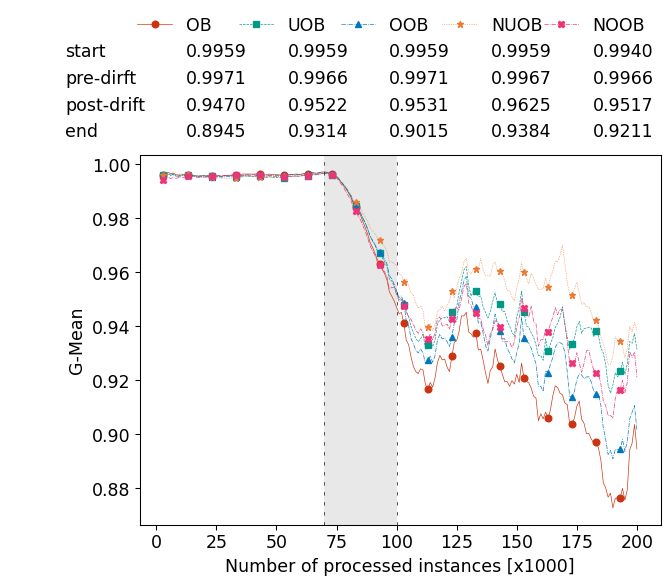 OB UOB OOB NUOB NOOB
start 0.9959 0.9959 0.9959 0.9959 0.9940
pre-dirft 0.9971 0.9966 0.9971 0.9967 0.9966
post-drift 0.9470 0.9522 0.9531 0.9625 0.9517
end 0.8945 0.9314 0.9015 0.9384 0.9211
1.00
0.98
0.96
0.94
0.92
0.90
0.88
G-Mean
0 25 50 75 100 125 150 175 200
Number of processed instances [x1000]